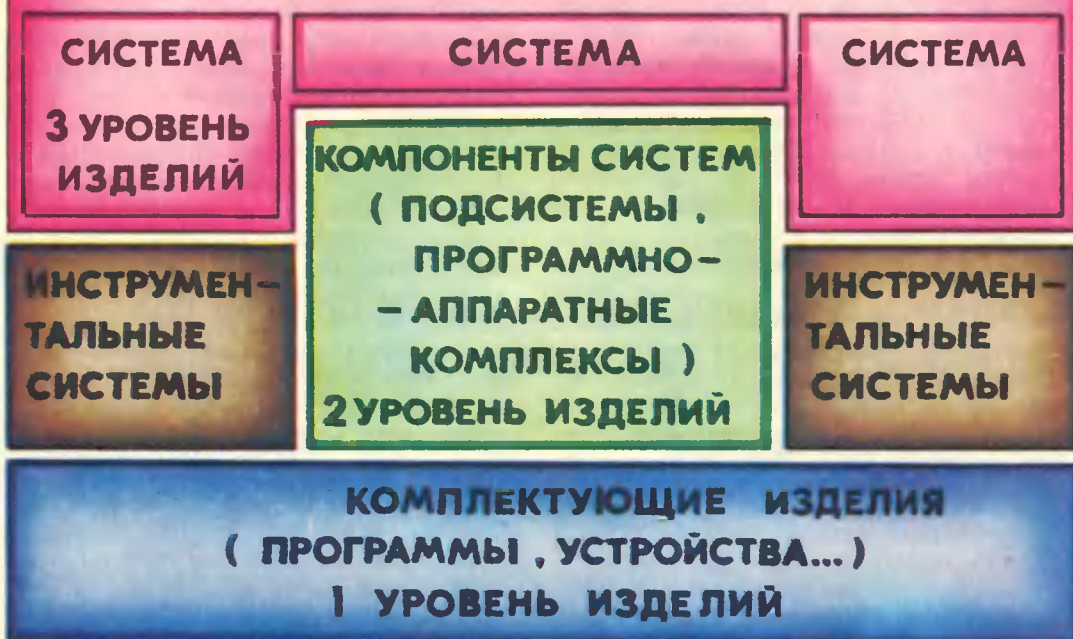 СИСТЕМА
3 УРОВЕНЬ
ИЗДЕЛИЙ
СИСТЕМА
СИСТЕМА
КОМПОНЕНТЫ СИСТЕМ
( ПОДСИСТЕМЫ ,
ПРОГРАММНО-
- АППАРАТНЫЕ
КОМПЛЕКСЫ )
2 УРОВЕНЬ ИЗДЕЛИЙ
ИНСТРУМЕН-
ТАЛЬНЫЕ
СИСТЕМЫ
ИНСТРУМЕН-
ТАЛЬНЫЕ
СИСТЕМЫ
КОМПЛЕКТУЮЩИЕ ИЗДЕЛИЯ
( ПРОГРАММЫ , УСТРОЙСТВА... )
1 УРОВЕНЬ ИЗДЕЛИЙ